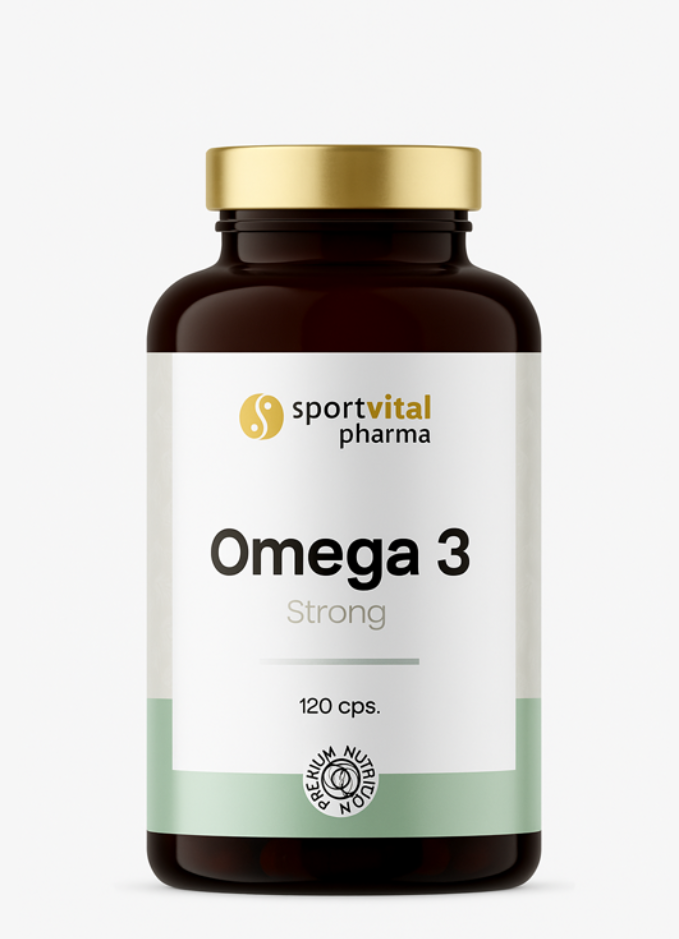 sportvital
pharma
Omega 3
Strong
120 cps.
PREMIUM NUTRITION